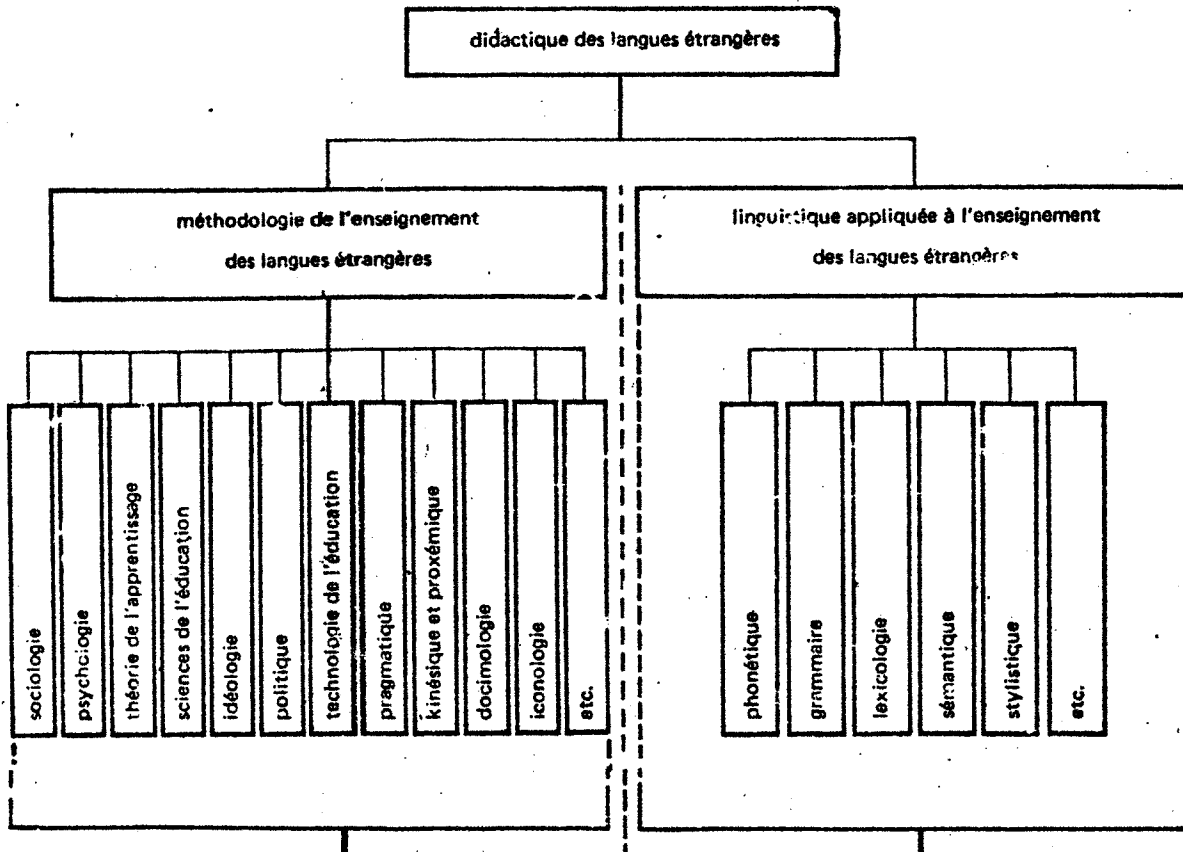 didactique des langues étrangères
méthodologie de l'enseignement
des langues étrangères
linguistique appliquée à l'enseignement
des langues étrangères
sociologie
psychologie
théorie de l'apprentissage
sciences de l'éducation
idéologie
politique
technologie de l'éducation
pragmatique
kinésique et proxémique
docimologie
iconologie
etc.
phonétique
grammaire
lexicologie
sémantique
stylistique
etc.